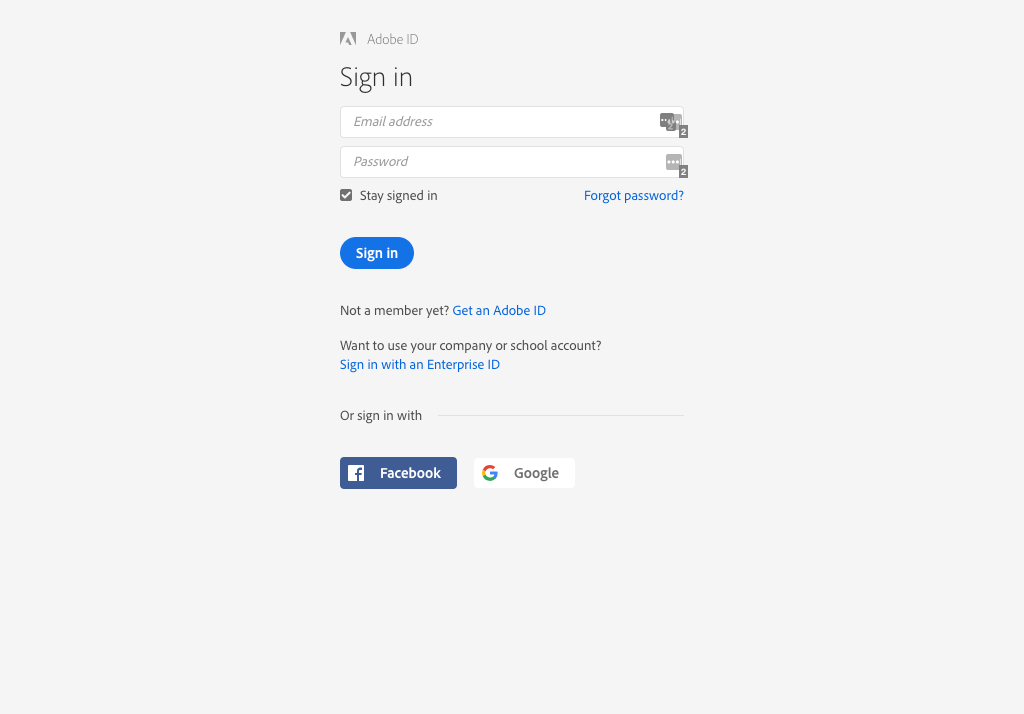 Adobe ID
Sign in
Email address
2
Password
2
Stay signed in Forgot password?
Sign in
Not a member yet? Get an Adobe ID
Want to use your company or school account?
Sign in with an Enterprise ID
Or sign in with
Facebook Google